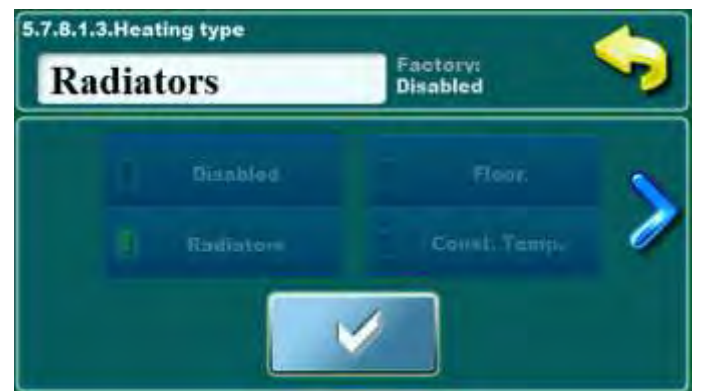 5.7.8.1.3.Heating type
Radiators
Factory:
Disabled
Disabled
Floor.
Radiators
Const. Temp.